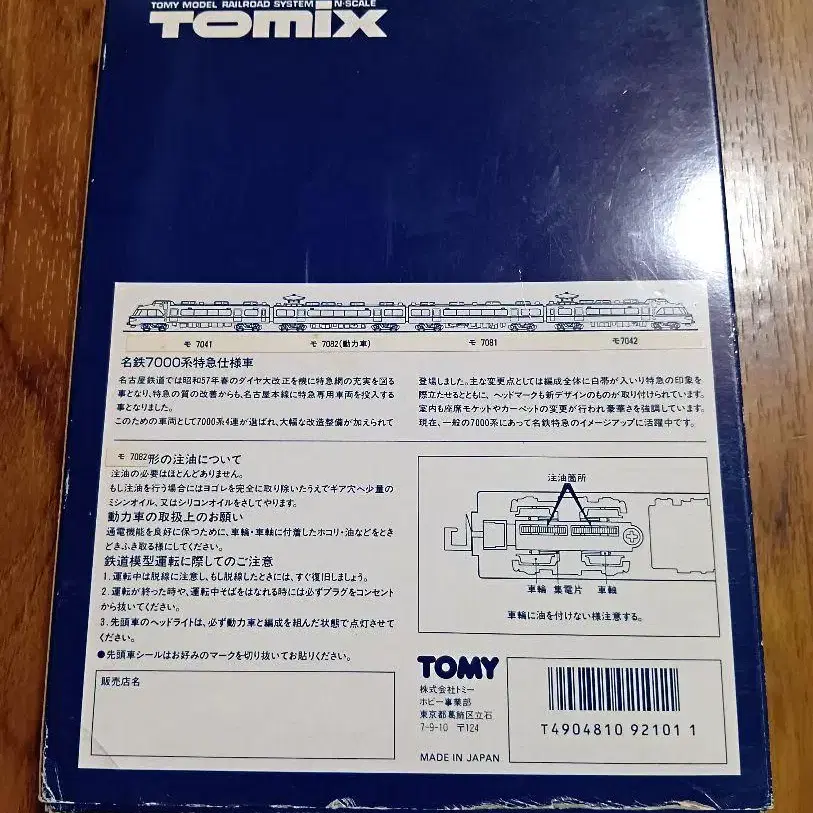 TOMY MODEL RAILROAD SYSTEM N-SCALE
TOMIX
モ 7041
モ 7082(動力車)
モ 7081
モ7042
名鉄7000系特急仕様車
名古屋鉄道では昭和57年春のダイヤ大改正を機に特急網の充実を図る
事となり、特急の質の改善からも、名古屋本線に特急専用車両を投入する
事となりました。
このための車両として7000系4連が選ばれ、大幅な改造整備が加えられて
登場しました。主な変更点としては編成全体に白帯が入り特急の印象を
際立たせるとともに、ヘッドマークも新デザインのものが取り付けられています。
室内も座席モケットやカーペットの変更が行われ豪華さを強調しています。
現在、一般の7000系にあって名鉄特急のイメージアップに活躍中です。
モ 7082形の注油について
注油の必要はほとんどありません。
もし注油を行う場合にはヨゴレを完全に取り除いたうえでギア穴へ少量の
ミシンオイル、又はシリコンオイルをさしてやります。
動力車の取扱上のお願い
通電機能を良好に保つために、車輪・車軸に付着したホコリ・油などをとき
どきふき取る様にしてください。
鉄道模型運転に際してのご注意
1. 運転中は脱線に注意し、もし脱線したときには、すぐ復旧しましょう。
2. 運転が終った時や、運転中そばをはなれる時には必ずプラグをコンセント
から抜いてください。
3. 先頭車のヘッドライトは、必ず動力車と編成を組んだ状態で点灯させて
ください。
●先頭車シールはお好みのマークを切り抜いてお貼りください。
販売店名
注油箇所
車輪 集電片 車軸
車輪に油を付けない様注意する。
TOMY
株式会社トミー
ホビー事業部
東京都葛飾区立石
7-9-10 〒124
MADE IN JAPAN
T4904810 92101 1